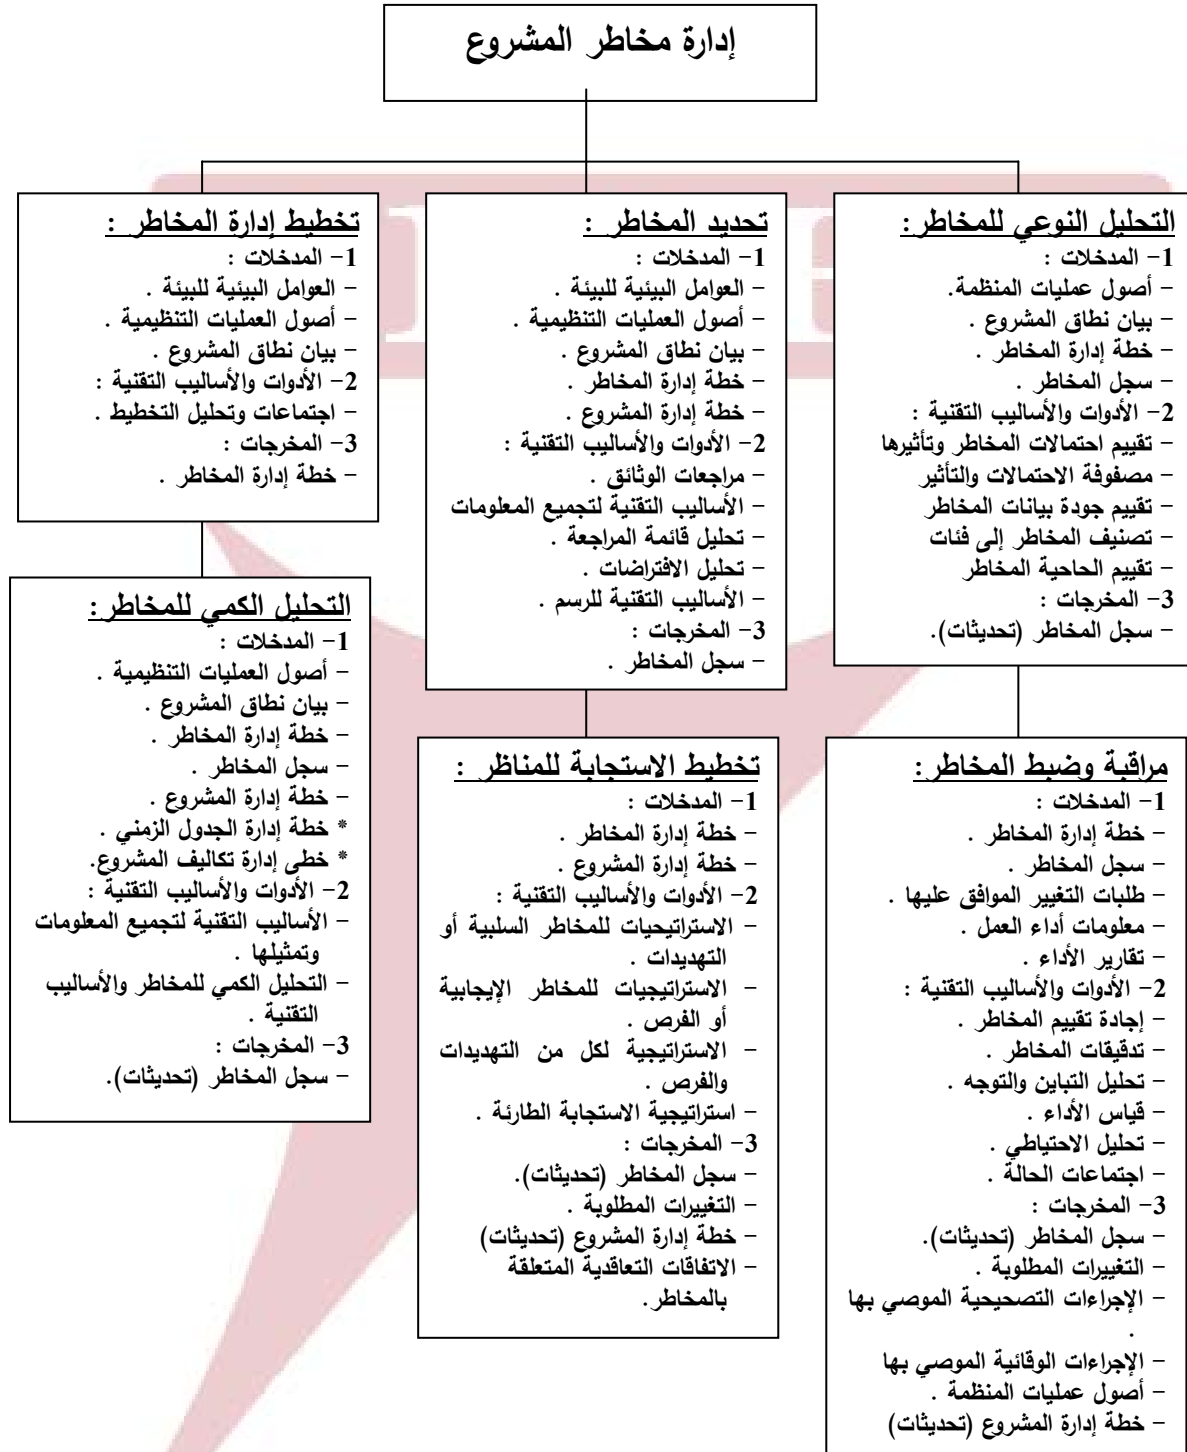 إدارة مخاطر المشروع
تخطيط إدارة المخاطر :
1- المدخلات :
- العوامل البيئية للبيئة .
- أصول العمليات التنظيمية .
- بيان نطاق المشروع .
2- الأدوات والأساليب التقنية :
- اجتماعات وتحليل التخطيط .
3- المخرجات :
- خطة إدارة المخاطر .
تحديد المخاطر :
1- المدخلات :
- العوامل البيئية للبيئة .
- أصول العمليات التنظيمية .
- بيان نطاق المشروع .
- خطة إدارة المخاطر .
- خطة إدارة المشروع .
2- الأدوات والأساليب التقنية :
- مراجعات الوثائق .
- الأساليب التقنية لتجميع المعلومات
- تحليل قائمة المراجعة .
- تحليل الافتراضات .
- الأساليب التقنية للرسم .
3- المخرجات :
- سجل المخاطر .
التحليل النوعي للمخاطر:
1- المدخلات :
- أصول عمليات المنظمة.
- بيان نطاق المشروع .
- خطة إدارة المخاطر .
- سجل المخاطر .
2- الأدوات والأساليب التقنية :
- تقييم احتمالات المخاطر وتأثيرها
- مصفوفة الاحتمالات والتأثير
- تقييم جودة بيانات المخاطر
- تصنيف المخاطر إلى فئات
- تقييم الحاحية المخاطر
3- المخرجات :
- سجل المخاطر (تحديثات).
التحليل الكمي للمخاطر:
1- المدخلات :
- أصول العمليات التنظيمية .
- بيان نطاق المشروع .
- خطة إدارة المخاطر .
- سجل المخاطر .
- خطة إدارة المشروع .
* خطة إدارة الجدول الزمني .
* خطى إدارة تكاليف المشروع.
2- الأدوات والأساليب التقنية :
- الأساليب التقنية لتجميع المعلومات
وتمثيلها .
- التحليل الكمي للمخاطر والأساليب
التقنية .
3- المخرجات :
- سجل المخاطر (تحديثات).
تخطيط الاستجابة للمناظر :
1- المدخلات :
- خطة إدارة المخاطر .
- خطة إدارة المشروع .
2- الأدوات والأساليب التقنية :
- الاستراتيحيات للمخاطر السلبية أو
التهديدات .
- الاستراتيجيات للمخاطر الإيجابية
أو الفرص .
- الاستراتيجية لكل من التهديدات
والفرص .
- استراتيجية الاستجابة الطارئة .
3- المخرجات :
- سجل المخاطر (تحديثات).
- التغييرات المطلوبة .
- خطة إدارة المشروع (تحديثات)
- الاتفاقات التعاقدية المتعلقة
بالمخاطر.
مراقبة وضبط المخاطر:
1- المدخلات :
- خطة إدارة المخاطر .
- سجل المخاطر .
- طلبات التغيير الموافق عليها .
- معلومات أداء العمل .
- تقارير الأداء .
2- الأدوات والأساليب التقنية :
- إجادة تقييم المخاطر .
- تدقيقات المخاطر .
- تحليل التباين والتوجه .
- قياس الأداء .
- تحليل الاحتياطي .
- اجتماعات الحالة .
3- المخرجات :
- سجل المخاطر (تحديثات).
- التغييرات المطلوبة .
- الإجراءات التصحيحية الموصي بها
.
- الإجراءات الوقائية الموصي بها
- أصول عمليات المنظمة .
- خطة إدارة المشروع (تحديثات)